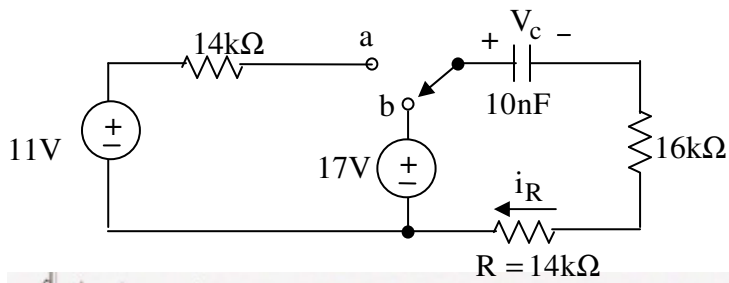 14kΩ
a
+ Vc −
b
10nF
11V
+
−
17V
+
−
16kΩ
iR
R = 14kΩ